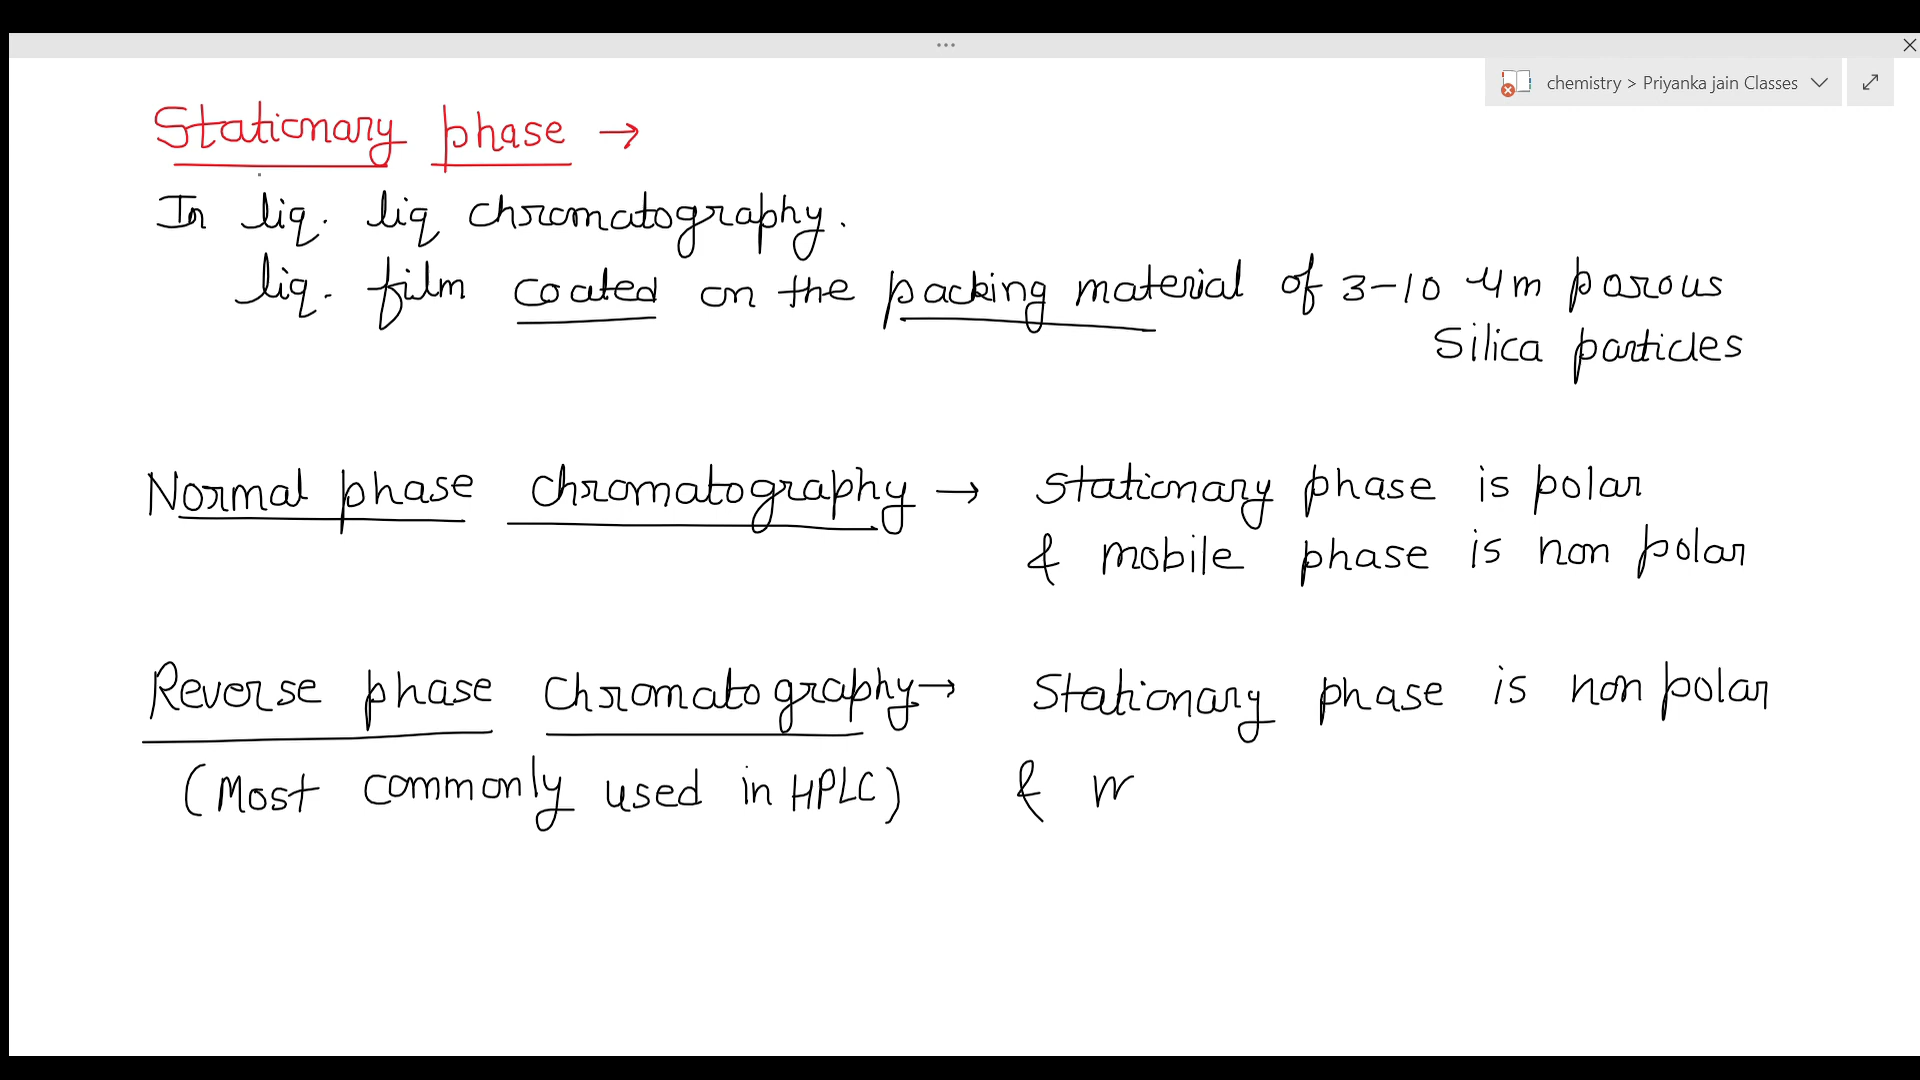 chemistry > Priyanka jain Classes
Stationary phase →
In liq. liq chromatography.
liq. film coated on the packing material of 3-10 μm porous
Silica particles
Normal phase chromatography → Stationary phase is polar
& mobile phase is non polar
Reverse phase chromatography → Stationary phase is non polar
(Most commonly used in HPLC) &